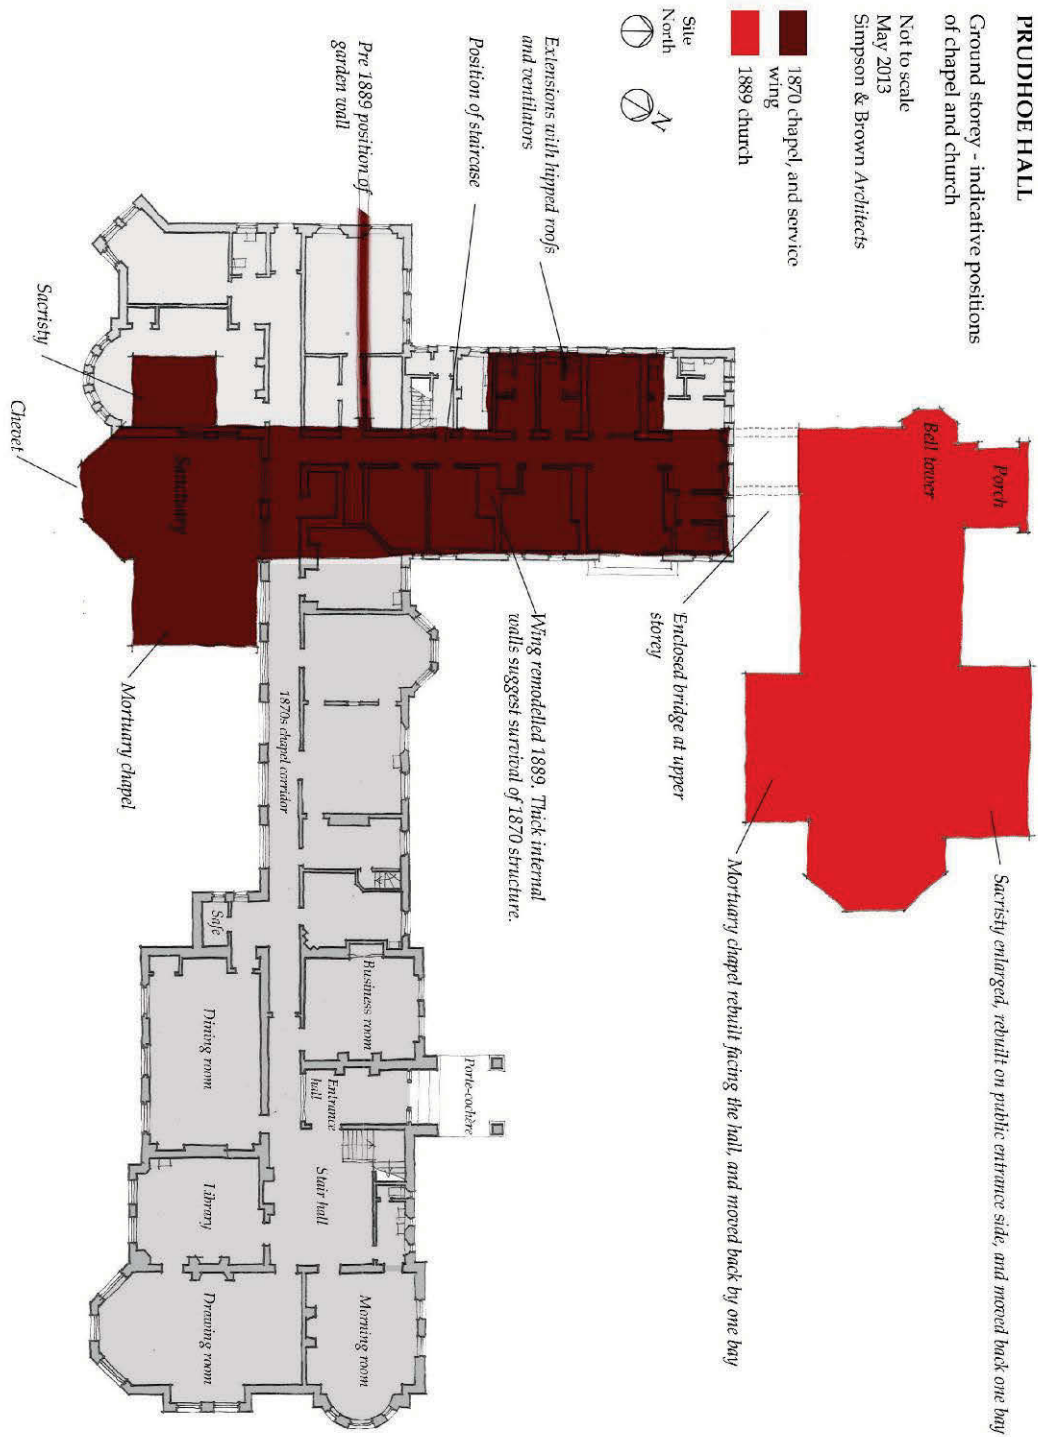 PRUDHOE HALL
Ground storey - indicative positions
of chapel and church
Not to scale
May 2013
Simpson & Brown Architects
1870 chapel, and service
wing
1889 church
Site
North
N
Extensions with hipped roofs
and ventilators
Position of staircase
Pre 1889 position of
garden wall
Sacristy
Chevet
Sanctuary
Mortuary chapel
Bell tower
Porch
Enclosed bridge at upper
storey
Wing remodelled 1889. Thick internal
walls suggest survival of 1870 structure.
Sacristy enlarged, rebuilt on public entrance side, and moved back one bay
Mortuary chapel rebuilt facing the hall, and moved back by one bay
1870s chapel corridor
Safe
Business room
Dining room
Entrance
hall
Porte-cochère
Stair hall
Library
Drawing room
Morning room